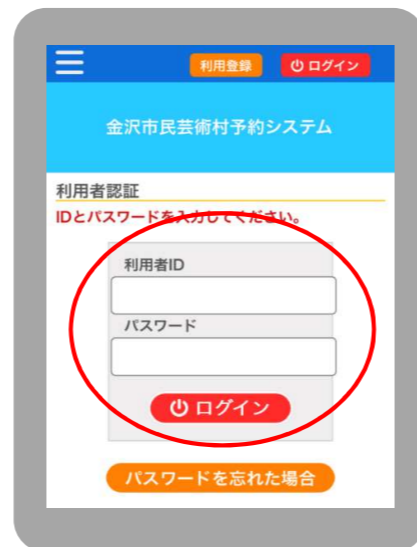 利用登録 ログイン
金沢市民芸術村予約システム
利用者認証
IDとパスワードを入力してください。
利用者ID
パスワード
ログイン
パスワードを忘れた場合